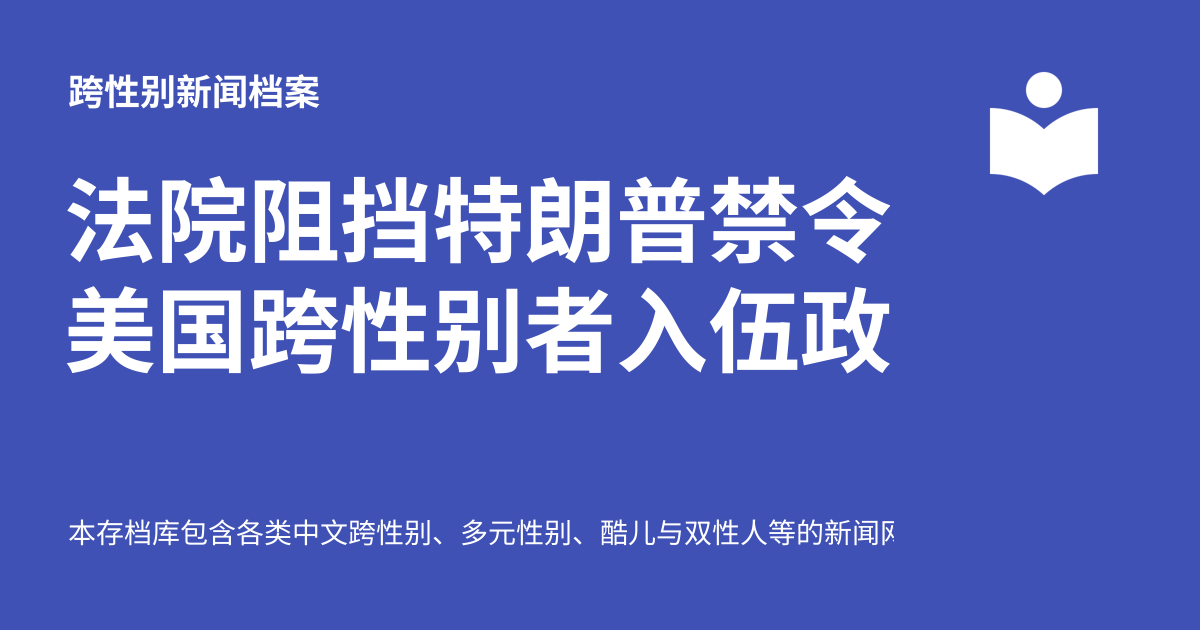 跨性别新闻档案
法院阻挡特朗普禁令
美国跨性别者入伍政
本存档库包含各类中文跨性别、多元性别、酷儿与双性人等的新闻